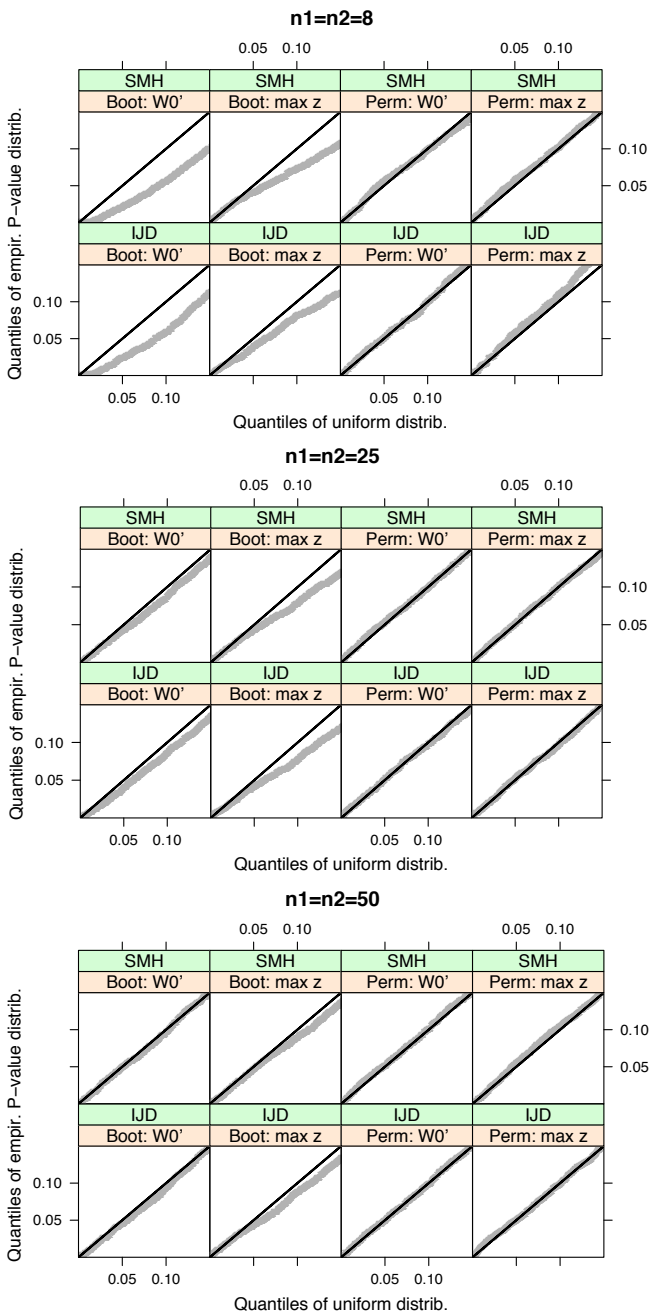 n1=n2=8
0.05 0.10 0.05 0.10
SMH SMH SMH SMH
Boot: W0' Boot: max z Perm: W0' Perm: max z
0.10
0.05
IJD IJD IJD IJD
Boot: W0' Boot: max z Perm: W0' Perm: max z
0.10
0.05
0.05 0.10 0.05 0.10
Quantiles of empir. P−value distrib.
Quantiles of uniform distrib.
n1=n2=25
0.05 0.10 0.05 0.10
SMH SMH SMH SMH
Boot: W0' Boot: max z Perm: W0' Perm: max z
0.10
0.05
IJD IJD IJD IJD
Boot: W0' Boot: max z Perm: W0' Perm: max z
0.10
0.05
0.05 0.10 0.05 0.10
Quantiles of empir. P−value distrib.
Quantiles of uniform distrib.
n1=n2=50
0.05 0.10 0.05 0.10
SMH SMH SMH SMH
Boot: W0' Boot: max z Perm: W0' Perm: max z
0.10
0.05
IJD IJD IJD IJD
Boot: W0' Boot: max z Perm: W0' Perm: max z
0.10
0.05
0.05 0.10 0.05 0.10
Quantiles of empir. P−value distrib.
Quantiles of uniform distrib.